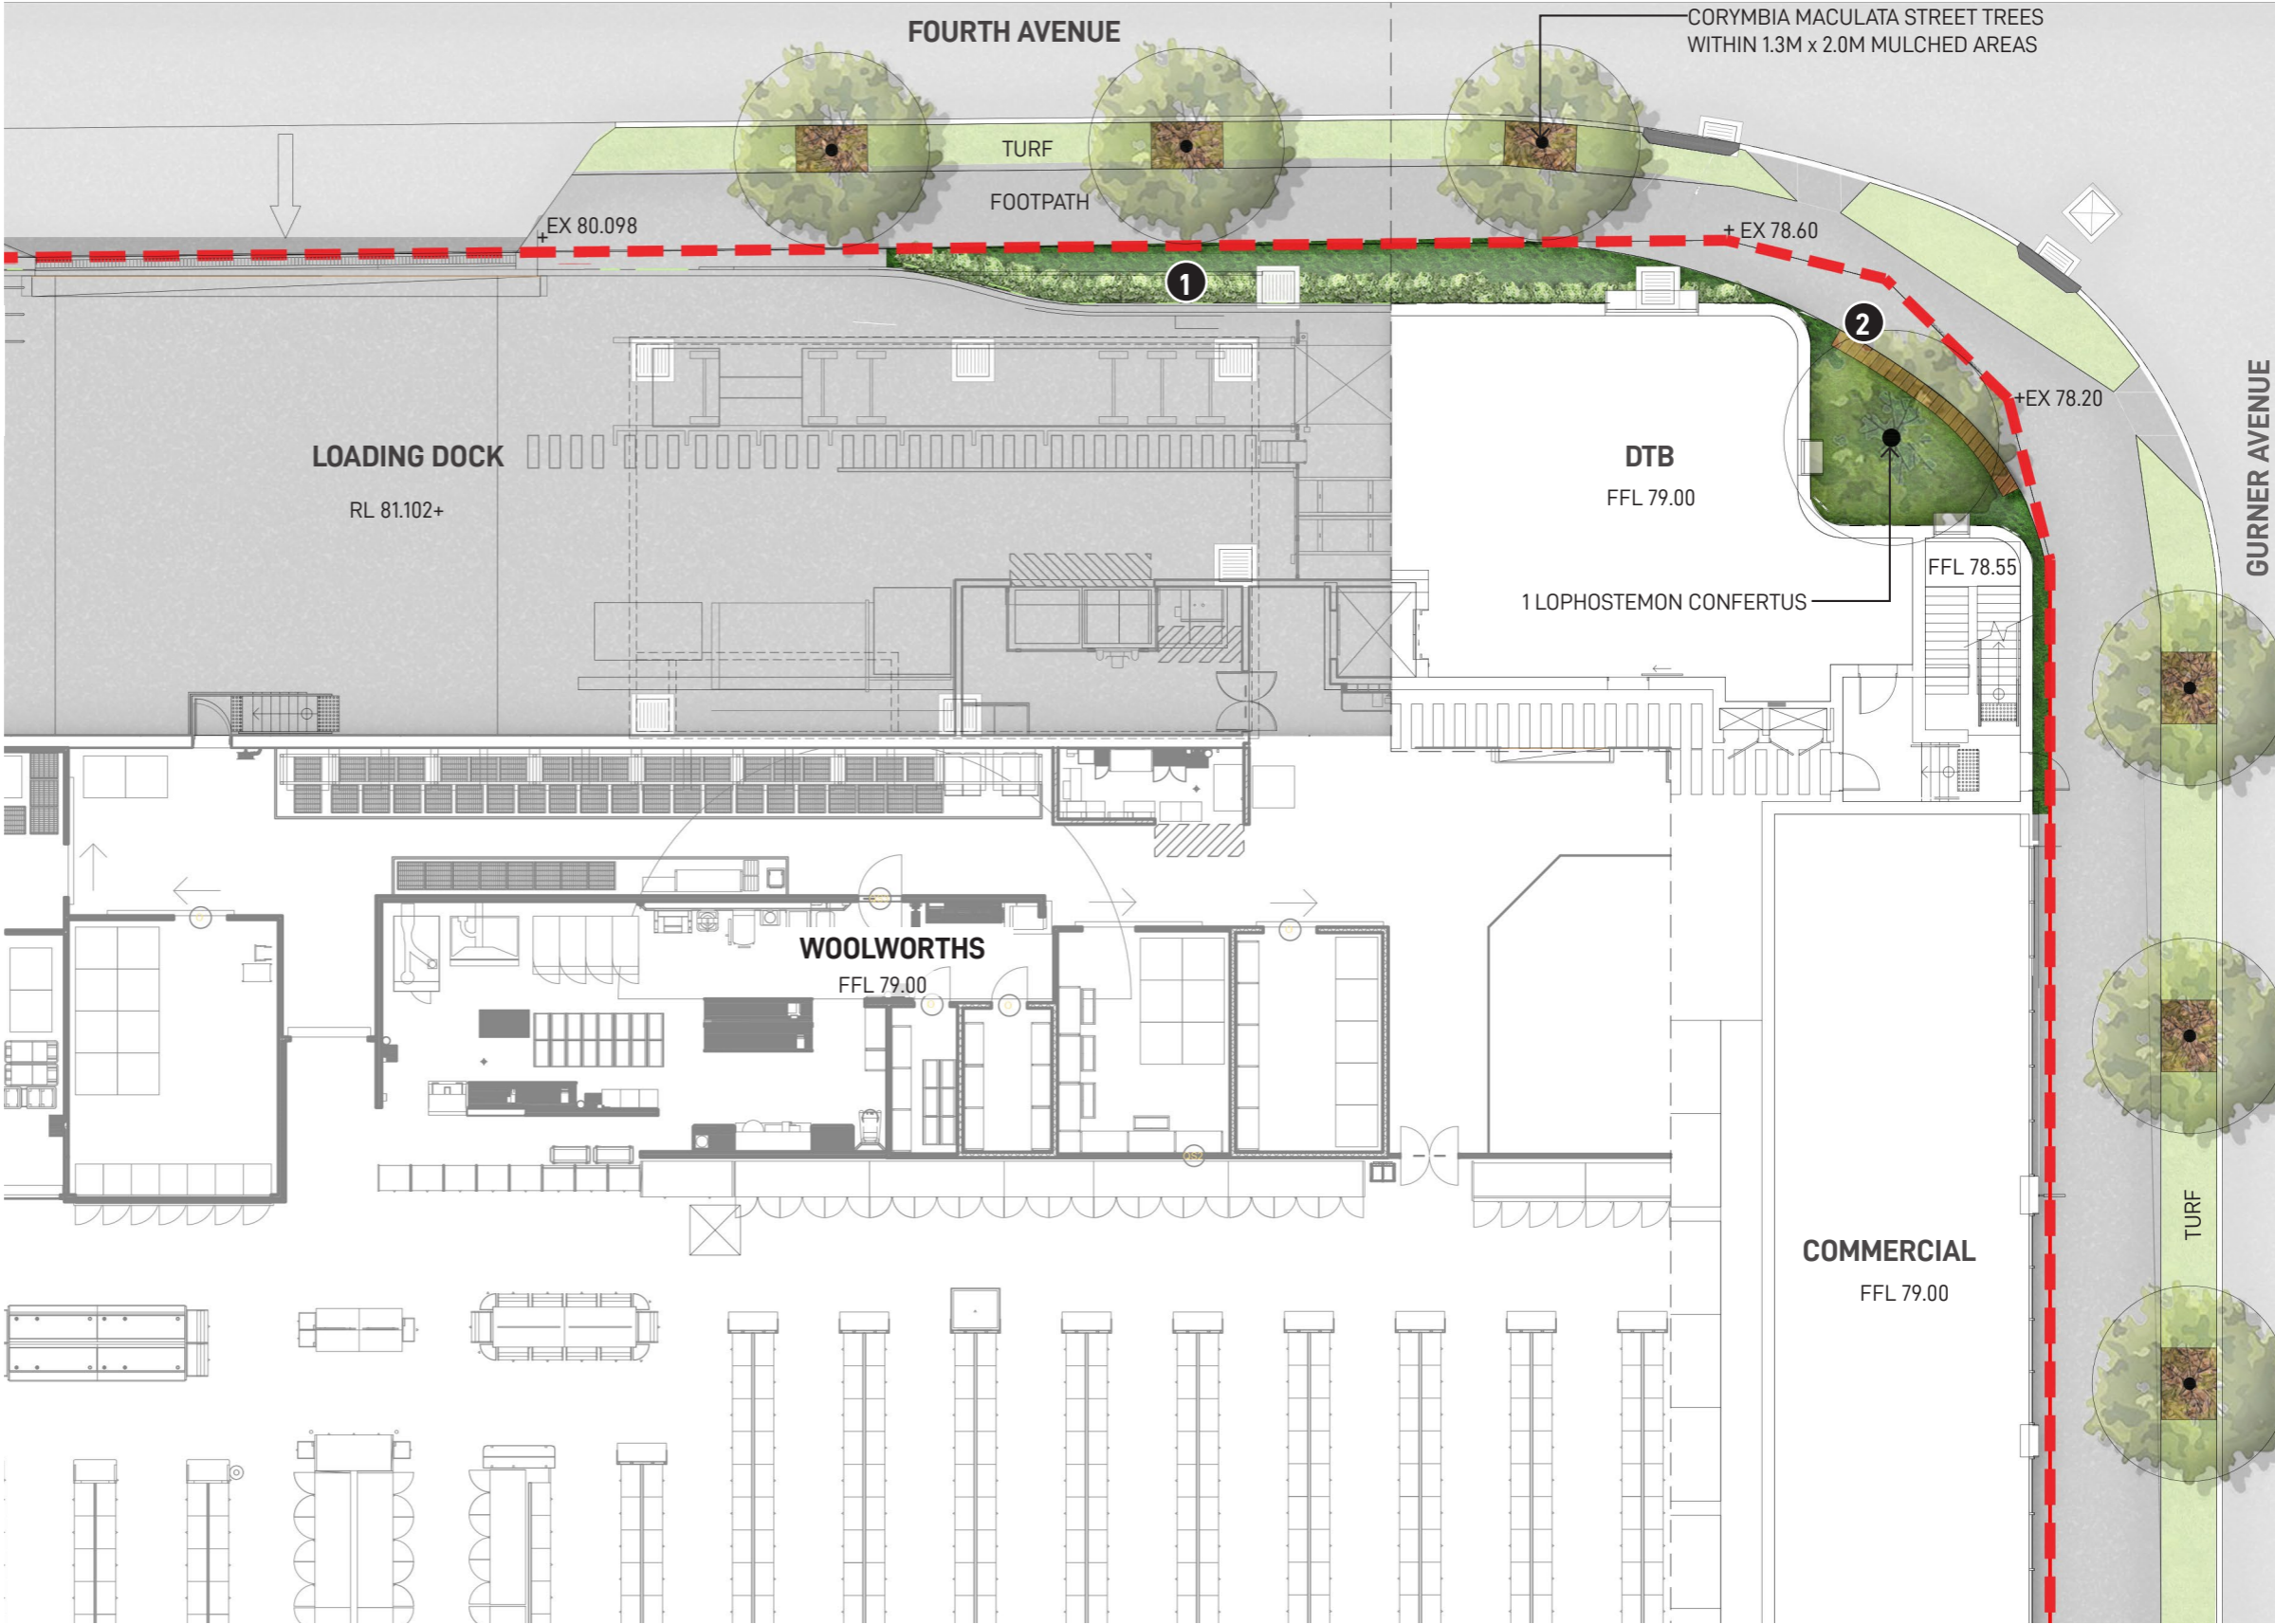 FOURTH AVENUE
CORYMBIA MACULATA STREET TREES
WITHIN 1.3M x 2.0M MULCHED AREAS
TURF
FOOTPATH
+EX 80.098
+ EX 78.60
1
2
+EX 78.20
GURNER AVENUE
LOADING DOCK
RL 81.102+
DTB
FFL 79.00
FFL 78.55
1 LOPHOSTEMON CONFERTUS
WOOLWORTHS
FFL 79.00
TURF
COMMERCIAL
FFL 79.00